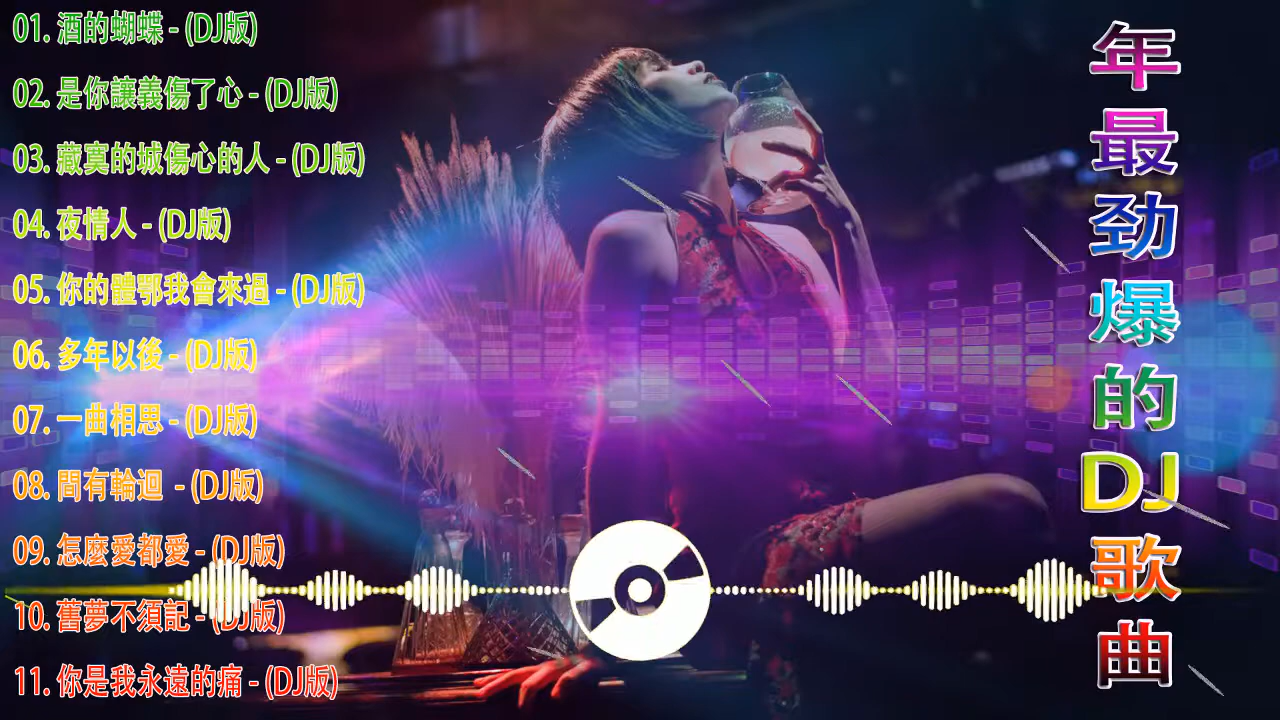 01. 酒的蝴蝶 - (DJ版)
02. 是你讓義傷了心 - (DJ版)
03. 藏寞的城傷心的人 - (DJ版)
04. 夜情人 - (DJ版)
05. 你的體鄂我會來過 - (DJ版)
06. 多年以後 - (DJ版)
07. 一曲相思 - (DJ版)
08. 間有輪迴 - (DJ版)
09. 怎麼愛都愛 - (DJ版)
10. 舊夢不須記 - (DJ版)
11. 你是我永遠的痛 - (DJ版)
年最劲爆的DJ歌曲